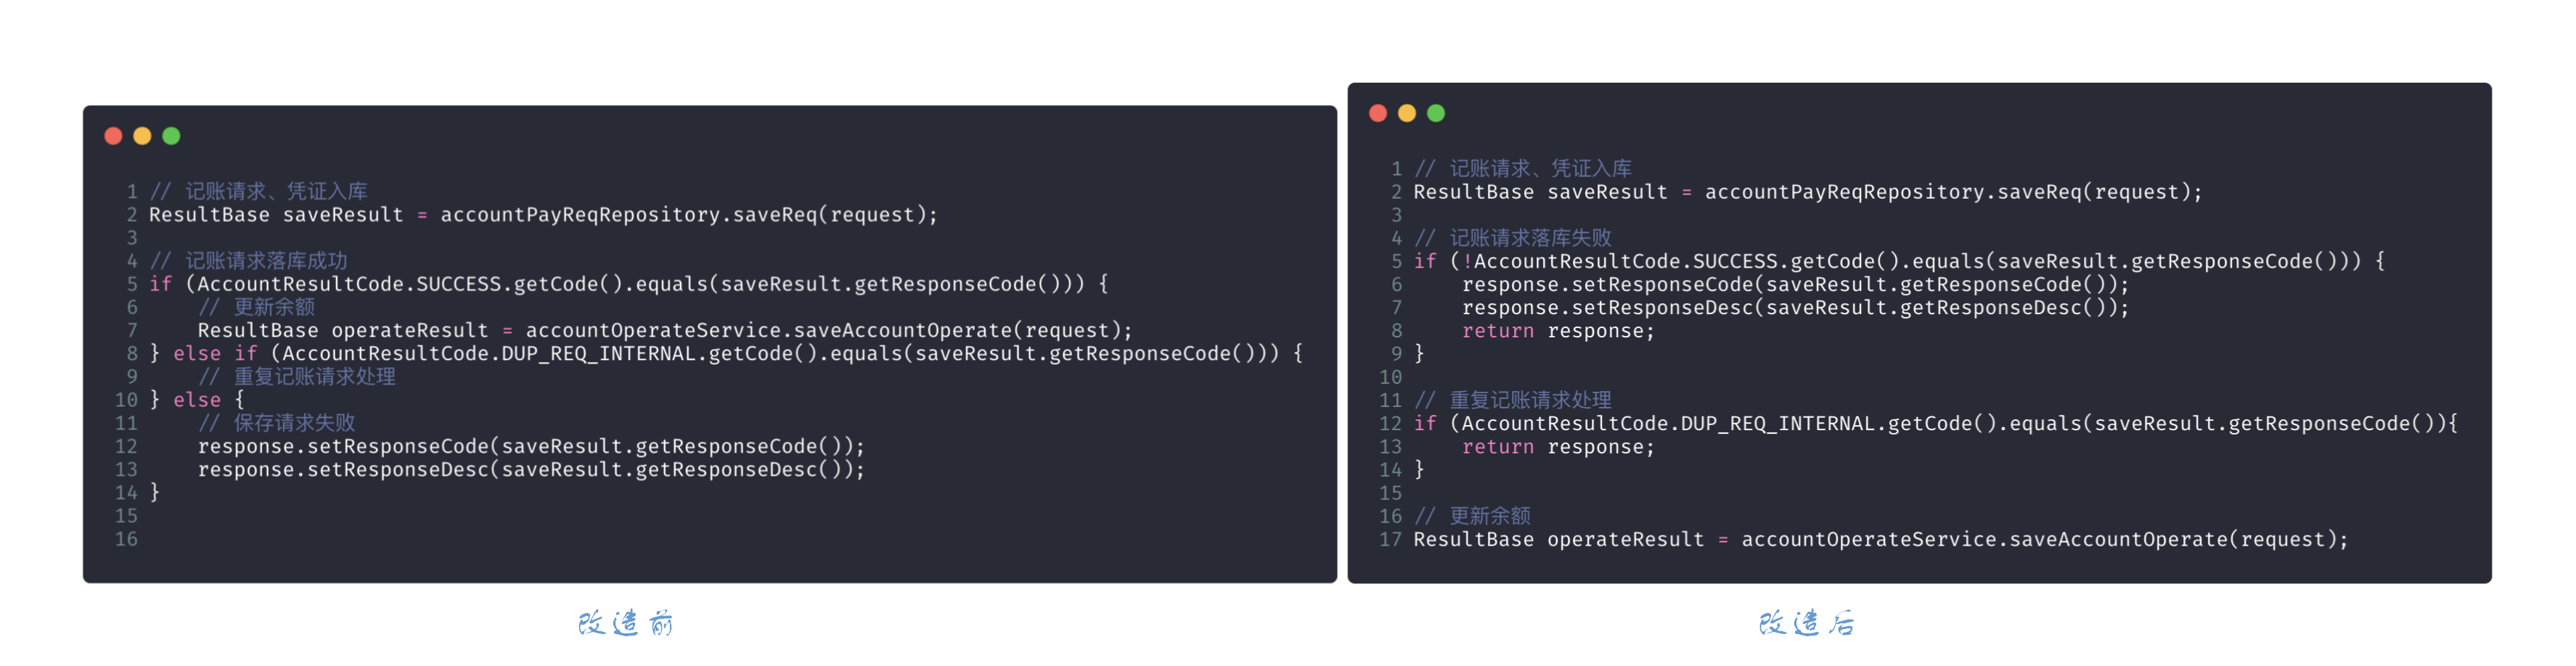 1 // 记账请求、凭证入库
2 ResultBase saveResult = accountPayReqRepository.saveReq(request);
3
4 // 记账请求落库成功
5 if (AccountResultCode.SUCCESS.getCode().equals(saveResult.getResponseCode())) {
6     // 更新余额
7     ResultBase operateResult = accountOperateService.saveAccountOperate(request);
8 } else if (AccountResultCode.DUP_REQ_INTERNAL.getCode().equals(saveResult.getResponseCode())) {
9     // 重复记账请求处理
10 } else {
11     // 保存请求失败
12     response.setResponseCode(saveResult.getResponseCode());
13     response.setResponseDesc(saveResult.getResponseDesc());
14 }
15
16
改造前
1 // 记账请求、凭证入库
2 ResultBase saveResult = accountPayReqRepository.saveReq(request);
3
4 // 记账请求落库失败
5 if (!AccountResultCode.SUCCESS.getCode().equals(saveResult.getResponseCode())) {
6     response.setResponseCode(saveResult.getResponseCode());
7     response.setResponseDesc(saveResult.getResponseDesc());
8     return response;
9 }
10
11 // 重复记账请求处理
12 if (AccountResultCode.DUP_REQ_INTERNAL.getCode().equals(saveResult.getResponseCode()){
13     return response;
14 }
15
16 // 更新余额
17 ResultBase operateResult = accountOperateService.saveAccountOperate(request);
改造后